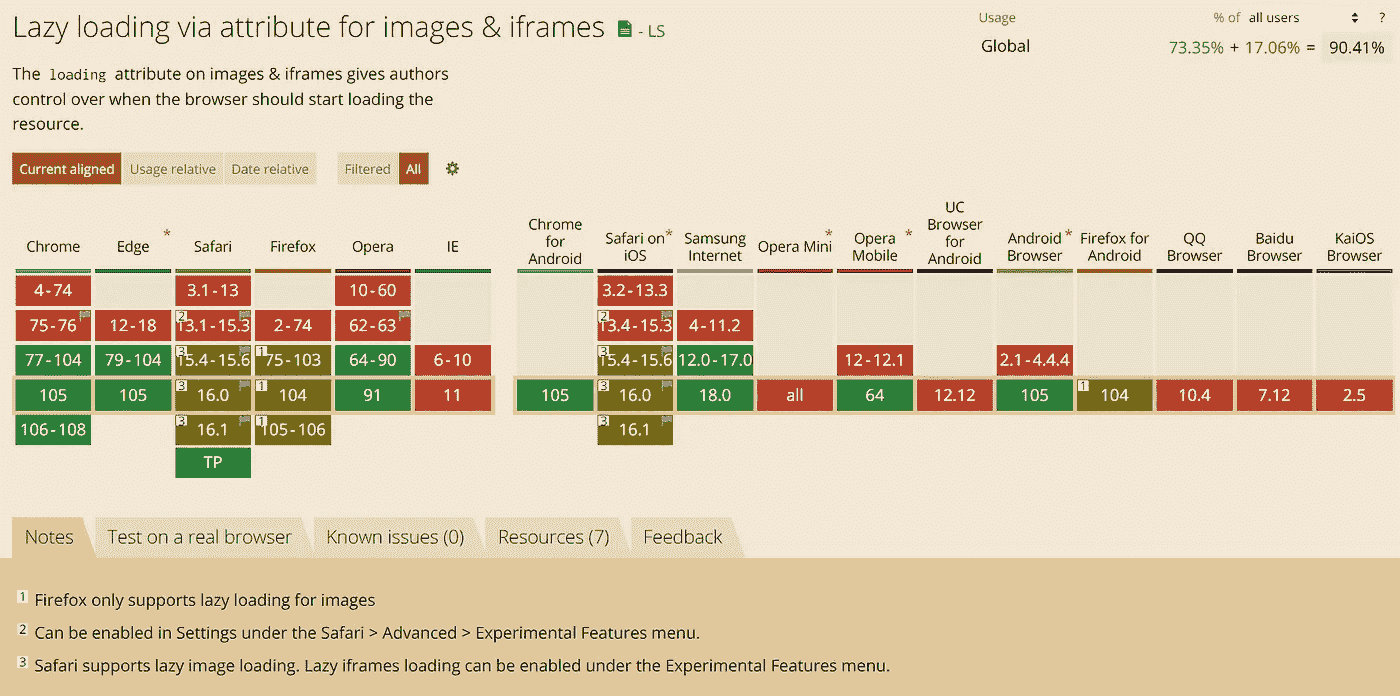 Lazy loading via attribute for images & iframes - LS
Usage % of all users ?
Global 73.35% + 17.06% = 90.41%
The loading attribute on images & iframes gives authors
control over when the browser should start loading the
resource.
Current aligned Usage relative Date relative Filtered All
Chrome Edge * Safari Firefox Opera IE Chrome for Android Safari on iOS * Samsung Internet Opera Mini * Opera Mobile * UC Browser for Android Android Browser * Firefox for Android QQ Browser Baidu Browser KaiOS Browser
4-74 3.1-13 10-60 3.2-13.3
75-76 12-18 2 13.1-15.3 2-74 62-63 2 13.4-15.3 4-11.2
77-104 79-104 3 15.4-15.6 1 75-103 64-90 6-10 3 15.4-15.6 12.0-17.0 12-12.1 2.1-4.4.4
105 105 3 16.0 1 104 91 11 105 3 16.0 18.0 all 64 12.12 105 1 104 10.4 7.12 2.5
106-108 3 16.1 1 105-106 3 16.1
TP
Notes Test on a real browser Known issues (0) Resources (7) Feedback
1 Firefox only supports lazy loading for images
2 Can be enabled in Settings under the Safari > Advanced > Experimental Features menu.
3 Safari supports lazy image loading. Lazy iframes loading can be enabled under the Experimental Features menu.